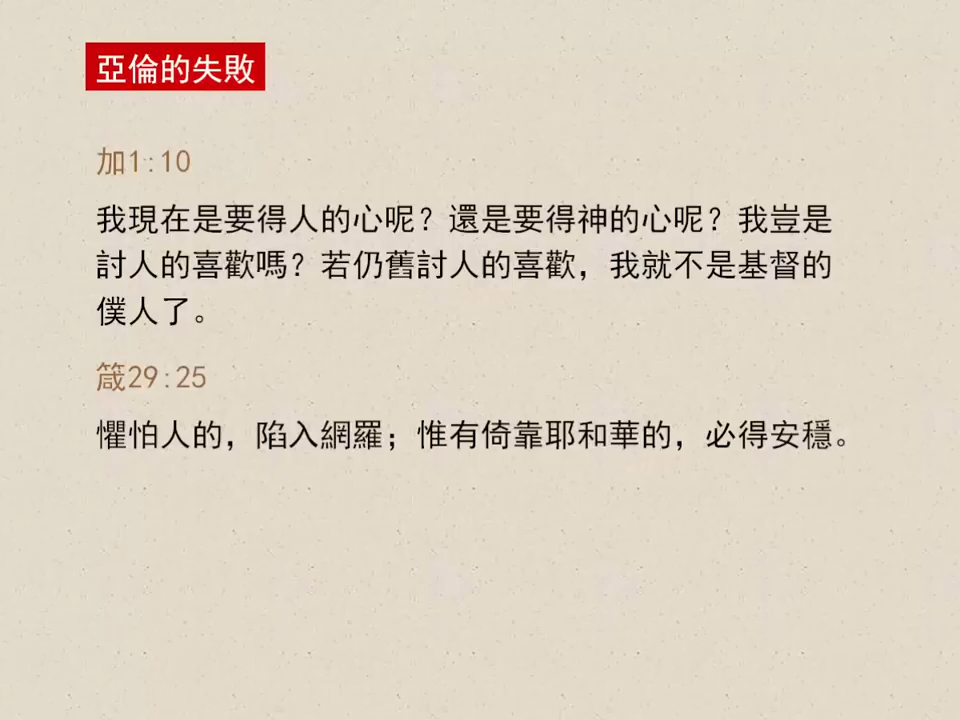 亞倫的失敗
加1:10
我現在是要得人的心呢？還是要得神的心呢？我豈是
討人的喜歡嗎？若仍舊討人的喜歡，我就不是基督的
僕人了。
箴29:25
懼怕人的，陷入網羅；惟有倚靠耶和華的，必得安穩。